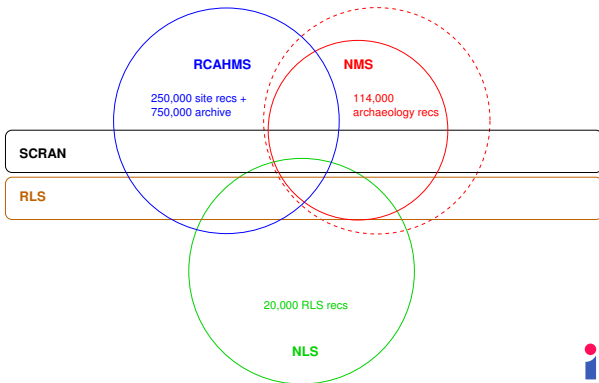 RCAHMS
250,000 site recs +
750,000 archive
NMS
114,000
archaeology recs
SCRAN
RLS
20,000 RLS recs
NLS